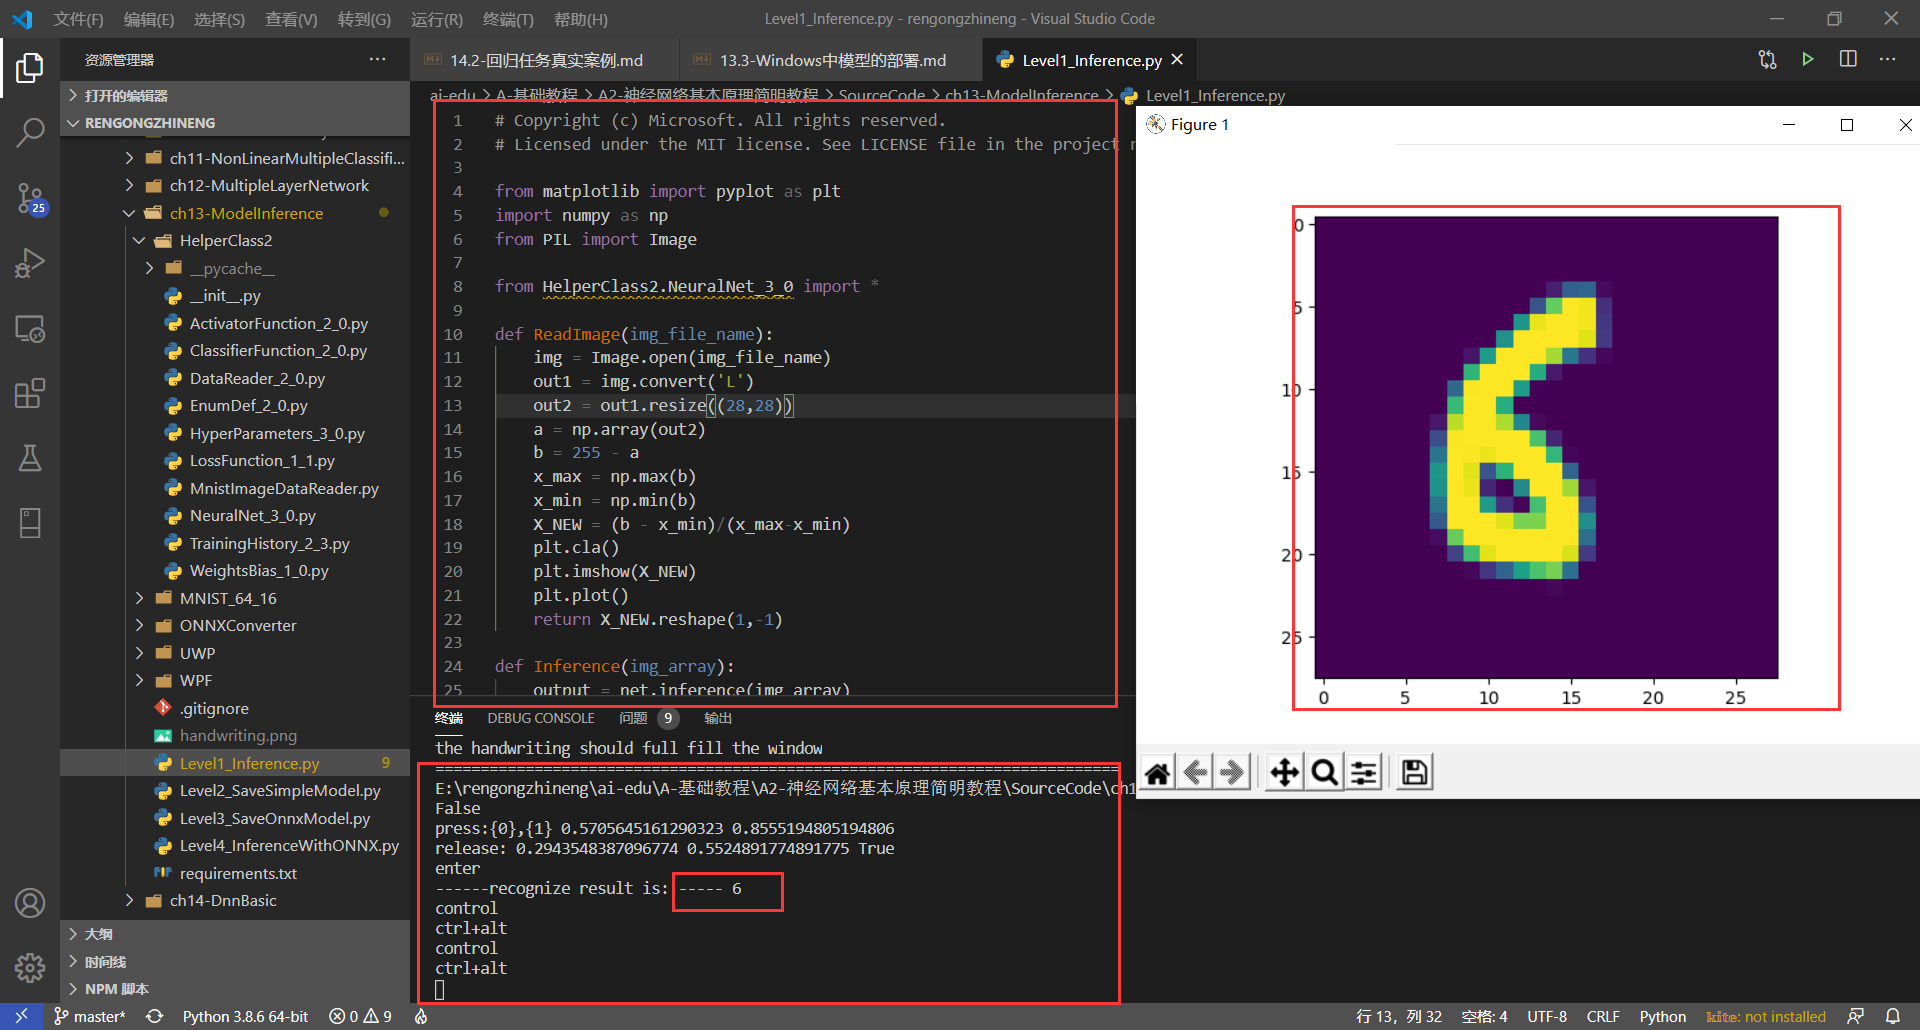 文件(F) 编辑(E) 选择(S) 查看(V) 转到(G) 运行(R) 终端(T) 帮助(H) Level1_Inference.py - rengongzhineng - Visual Studio Code
资源管理器
14.2-回归任务真实案例.md 13.3-Windows中模型的部署.md Level1_Inference.py
ai-edu > A-基础教程 > A2-神经网络基本原理简明教程 > SourceCode > ch13-ModelInference > Level1_Inference.py
打开的编辑器
RENGONGZHINENG
ch11-NonLinearMultipleClassifi...
ch12-MultipleLayerNetwork
ch13-ModelInference
HelperClass2
__pycache__
__init__.py
ActivatorFunction_2_0.py
ClassifierFunction_2_0.py
DataReader_2_0.py
EnumDef_2_0.py
HyperParameters_3_0.py
LossFunction_1_1.py
MnistImageDataReader.py
NeuralNet_3_0.py
TrainingHistory_2_3.py
WeightsBias_1_0.py
MNIST_64_16
ONNXConverter
UWP
WPF
.gitignore
handwriting.png
Level1_Inference.py 9
Level2_SaveSimpleModel.py
Level3_SaveOnnxModel.py
Level4_InferenceWithONNX.py
requirements.txt
ch14-DnnBasic
大纲
时间线
NPM 脚本
25
1 # Copyright (c) Microsoft. All rights reserved.
2 # Licensed under the MIT license. See LICENSE file in the project r
3
4 from matplotlib import pyplot as plt
5 import numpy as np
6 from PIL import Image
7
8 from HelperClass2.NeuralNet_3_0 import *
9
10 def ReadImage(img_file_name):
11 img = Image.open(img_file_name)
12 out1 = img.convert('L')
13 out2 = out1.resize((28,28))
14 a = np.array(out2)
15 b = 255 - a
16 x_max = np.max(b)
17 x_min = np.min(b)
18 X_NEW = (b - x_min)/(x_max-x_min)
19 plt.cla()
20 plt.imshow(X_NEW)
21 plt.plot()
22 return X_NEW.reshape(1,-1)
23
24 def Inference(img_array):
25 output = net.inference(img_array)
终端 DEBUG CONSOLE 问题 9 输出
the handwriting should full fill the window
E:\rengongzhineng\ai-edu\A-基础教程\A2-神经网络基本原理简明教程\SourceCode\ch1
False
press:{0},{1} 0.5705645161290323 0.8555194805194806
release: 0.2943548387096774 0.5524891774891775 True
enter
------recognize result is: ----- 6
control
ctrl+alt
control
ctrl+alt
Figure 1
0
5
10
15
20
25
0 5 10 15 20 25
master* Python 3.8.6 64-bit 0 9 行 13，列 32 空格: 4 UTF-8 CRLF Python kite: not installed